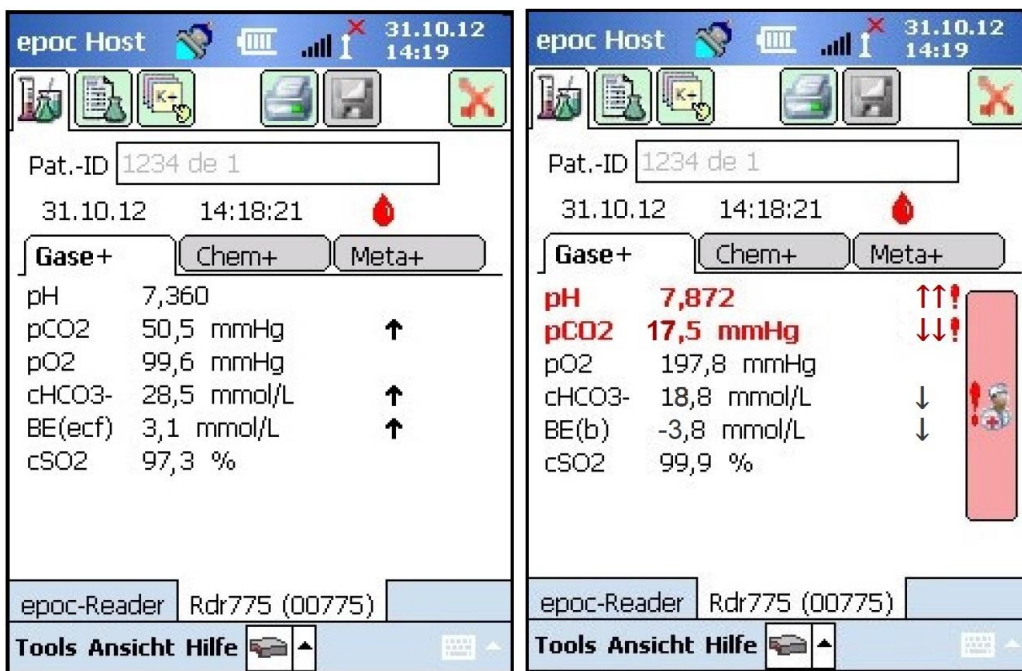 epoc Host
31.10.12
14:19
Pat.-ID 1234 de 1
31.10.12 14:18:21
Gase+ Chem+ Meta+
pH 7,360
pCO2 50,5 mmHg ↑
pO2 99,6 mmHg
cHCO3- 28,5 mmol/L ↑
BE(ecf) 3,1 mmol/L ↑
cSO2 97,3 %
epoc-Reader Rdr775 (00775)
Tools Ansicht Hilfe
epoc Host
31.10.12
14:19
K+
Pat.-ID 1234 de 1
31.10.12 14:18:21
Gase+ Chem+ Meta+
pH 7,872 ↑↑!
pCO2 17,5 mmHg ↓↓!
pO2 197,8 mmHg
cHCO3- 18,8 mmol/L ↓
BE(b) -3,8 mmol/L ↓
cSO2 99,9 %
!
epoc-Reader Rdr775 (00775)
Tools Ansicht Hilfe